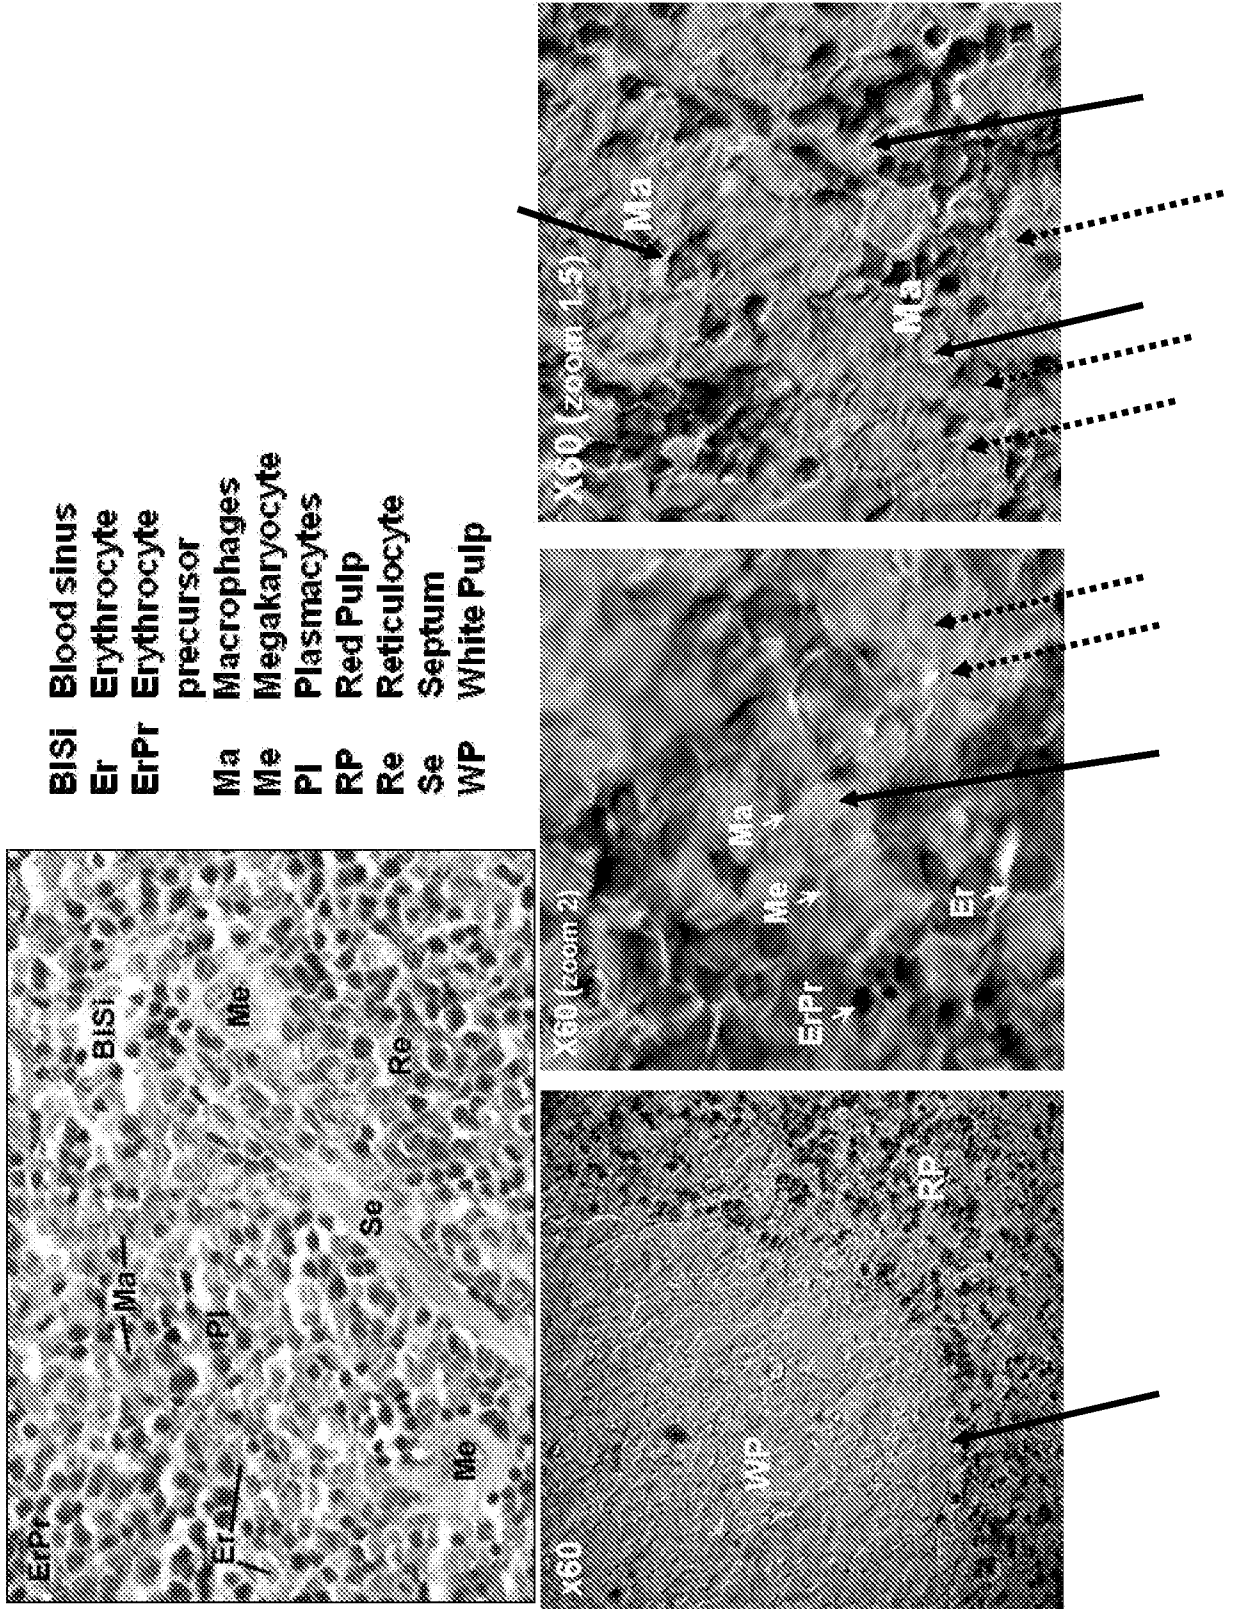 ErPr
Er
Me
Ma
Pl
Se
BlSi
Me
Re
BlSi Blood sinus
Er Erythrocyte
ErPr Erythrocyte
precursor
Ma Macrophages
Me Megakaryocyte
Pl Plasmacytes
RP Red Pulp
Re Reticulocyte
Se Septum
WP White Pulp
x60
WP
RP
X60 (zoom 2)
ErPr
Me
Ma
Er
X60 (zoom 1.5)
Ma
Ma